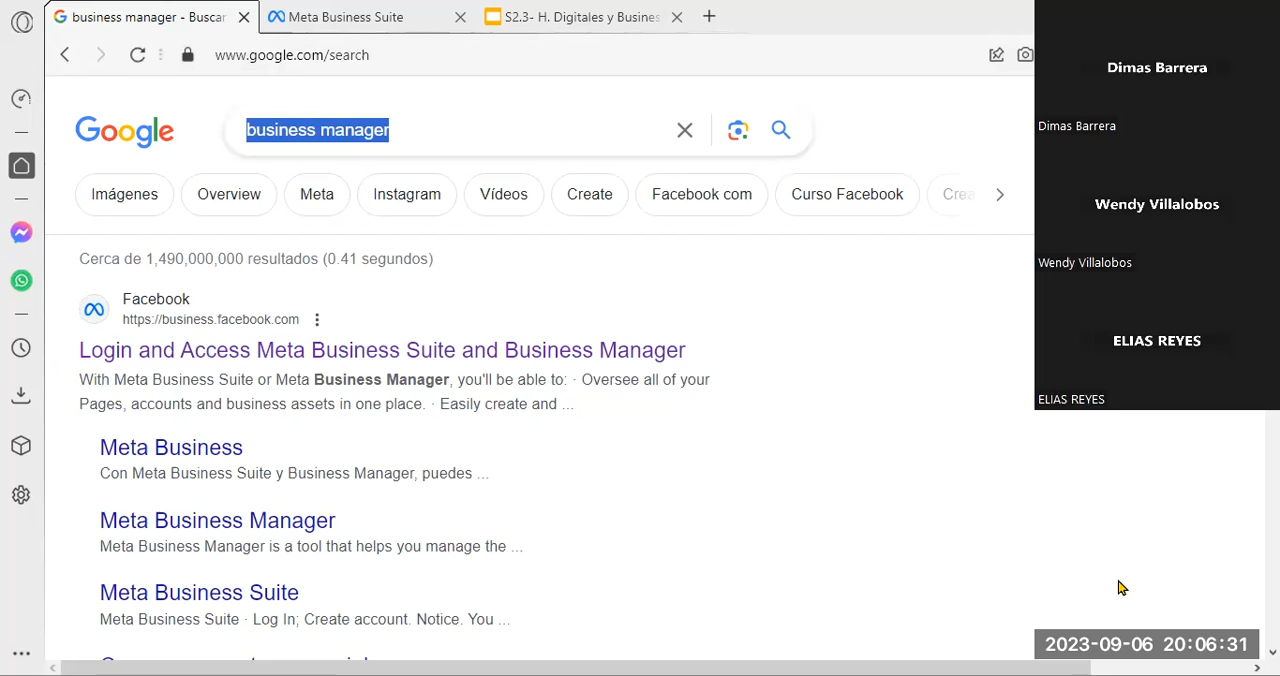 business manager - Buscar
Meta Business Suite
S2.3- H. Digitales y Busines
www.google.com/search
Google
business manager
Imágenes
Overview
Meta
Instagram
Vídeos
Create
Facebook com
Curso Facebook
Crea
Cerca de 1,490,000,000 resultados (0.41 segundos)
Facebook
https://business.facebook.com
Login and Access Meta Business Suite and Business Manager
With Meta Business Suite or Meta Business Manager, you'll be able to: · Oversee all of your
Pages, accounts and business assets in one place. · Easily create and ...
Meta Business
Con Meta Business Suite y Business Manager, puedes ...
Meta Business Manager
Meta Business Manager is a tool that helps you manage the ...
Meta Business Suite
Meta Business Suite · Log In; Create account. Notice. You ...
Dimas Barrera
Dimas Barrera
Wendy Villalobos
Wendy Villalobos
ELIAS REYES
ELIAS REYES
2023-09-06 20:06:31